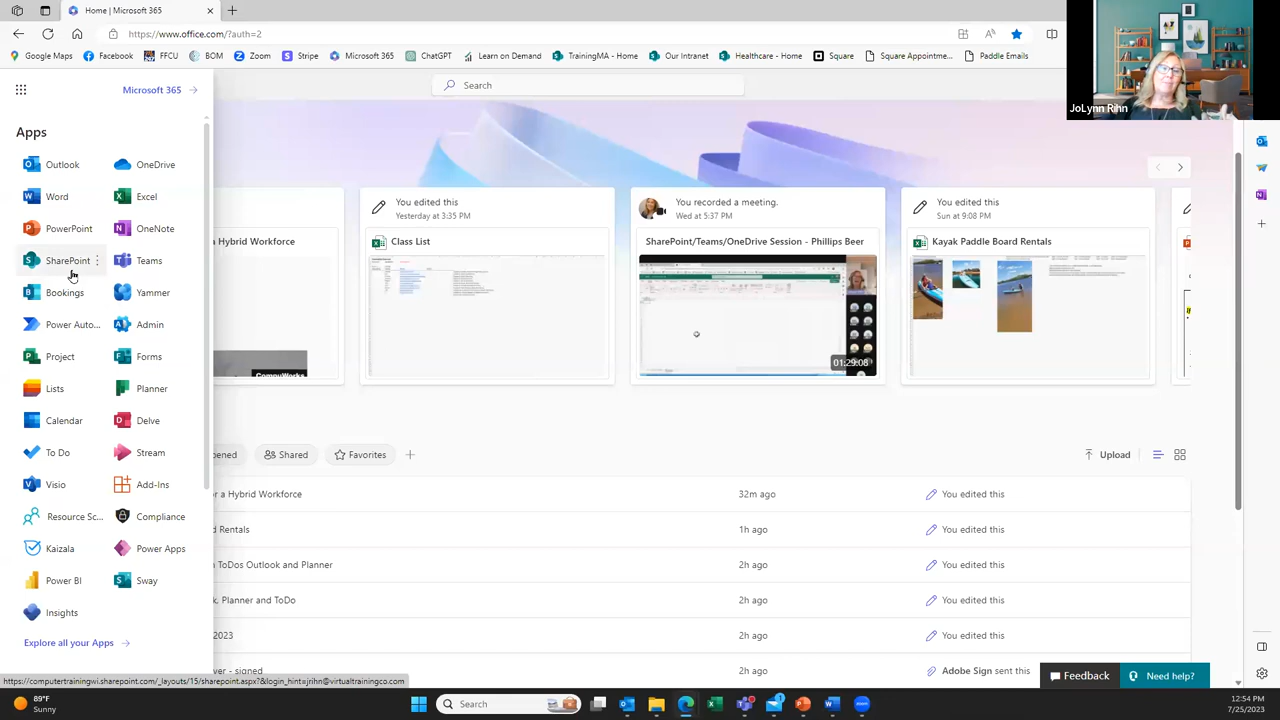 Home | Microsoft 365
https://www.office.com/?auth=2
Google Maps
Facebook
FFCU
BOM
Zoom
Stripe
Microsoft 365
ChatGPT
Learn on Demand
TrainingMA - Home
Our Intranet
Healthcare - Home
Square
Square Appointme...
Paddle Emails
JoLynn Rihn
Microsoft 365
Search
Apps
Outlook
OneDrive
Word
Excel
PowerPoint
OneNote
SharePoint
Teams
Bookings
Yammer
Power Auto...
Admin
Project
Forms
Lists
Planner
Calendar
Delve
To Do
Stream
Visio
Add-Ins
Resource Sc...
Compliance
Kaizala
Power Apps
Power BI
Sway
Insights
Explore all your Apps
a Hybrid Workforce
CompuWorks
You edited this
Yesterday at 3:35 PM
Class List
You recorded a meeting.
Wed at 5:37 PM
SharePoint/Teams/OneDrive Session - Phillips Beer
01:29:08
You edited this
Sun at 9:08 PM
Kayak Paddle Board Rentals
pened
Shared
Favorites
Upload
or a Hybrid Workforce
32m ago
You edited this
d Rentals
1h ago
You edited this
n ToDos Outlook and Planner
2h ago
You edited this
k, Planner and ToDo
2h ago
You edited this
2023
2h ago
You edited this
ver - signed
2h ago
Adobe Sign sent this
Feedback
Need help?
https://computertrainingwi.sharepoint.com/_layouts/15/sharepoint.aspx?&login_hint=jrihn@virtualtrainingco.com
89°F
Sunny
Search
12:54 PM
7/25/2023